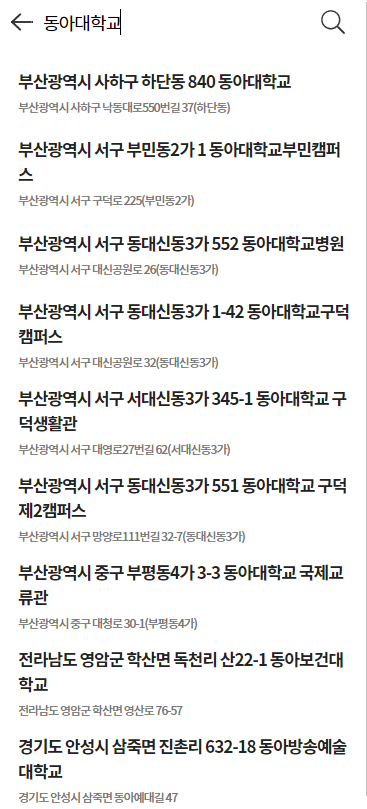 동아대학교
부산광역시 사하구 하단동 840 동아대학교
부산광역시 사하구 낙동대로550번길 37(하단동)
부산광역시 서구 부민동2가 1 동아대학교부민캠퍼
스
부산광역시 서구 구덕로 225(부민동2가)
부산광역시 서구 동대신동3가 552 동아대학교병원
부산광역시 서구 대신공원로 26(동대신동3가)
부산광역시 서구 동대신동3가 1-42 동아대학교구덕
캠퍼스
부산광역시 서구 대신공원로 32(동대신동3가)
부산광역시 서구 서대신동3가 345-1 동아대학교 구
덕생활관
부산광역시 서구 대영로27번길 62(서대신동3가)
부산광역시 서구 동대신동3가 551 동아대학교 구덕
제2캠퍼스
부산광역시 서구 망양로111번길 32-7(동대신동3가)
부산광역시 중구 부평동4가 3-3 동아대학교 국제교
류관
부산광역시 중구 대청로 30-1(부평동4가)
전라남도 영암군 학산면 독천리 산22-1 동아보건대
학교
전라남도 영암군 학산면 영산로 76-57
경기도 안성시 삼죽면 진촌리 632-18 동아방송예술
대학교
경기도 안성시 삼죽면 동아예대길 47